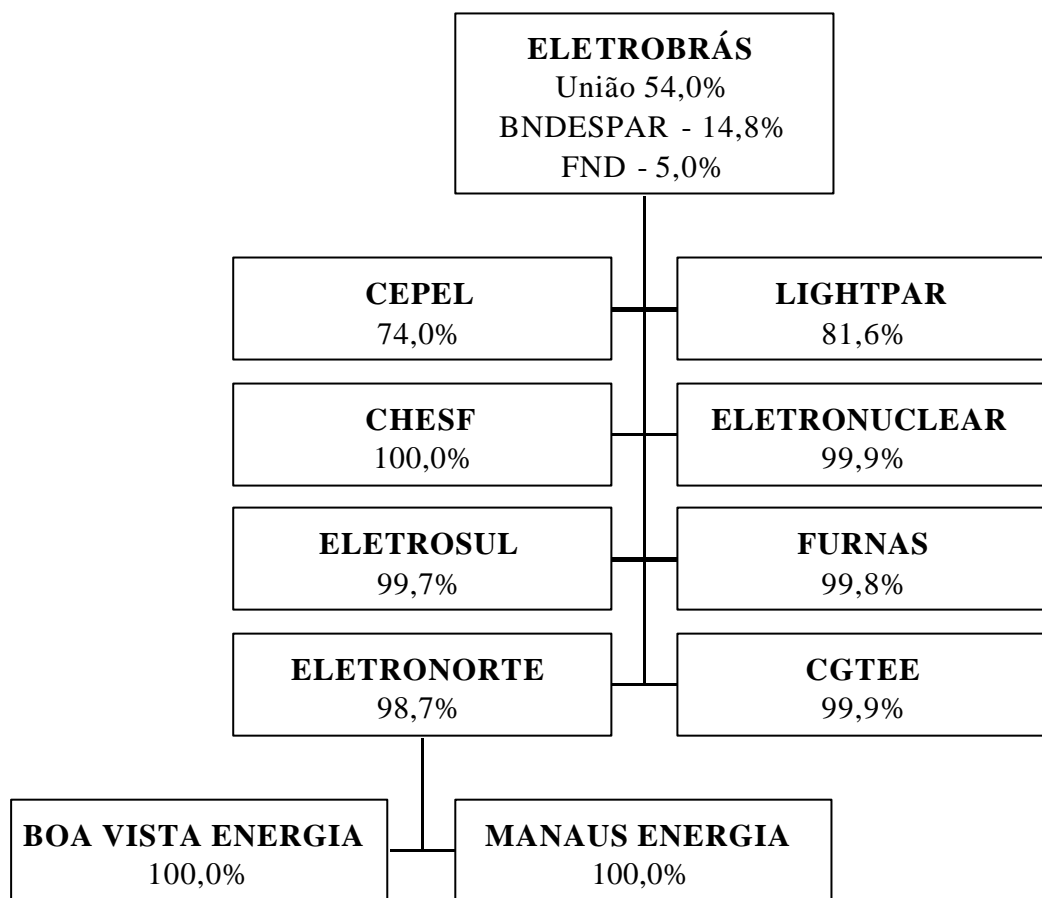 ELETROBRÁS
União 54,0%
BNDESPAR - 14,8%
FND - 5,0%
CEPEL
74,0%
LIGHTPAR
81,6%
CHESF
100,0%
ELETRONUCLEAR
99,9%
ELETROSUL
99,7%
FURNAS
99,8%
ELETRONORTE
98,7%
CGTEE
99,9%
BOA VISTA ENERGIA
100,0%
MANAUS ENERGIA
100,0%